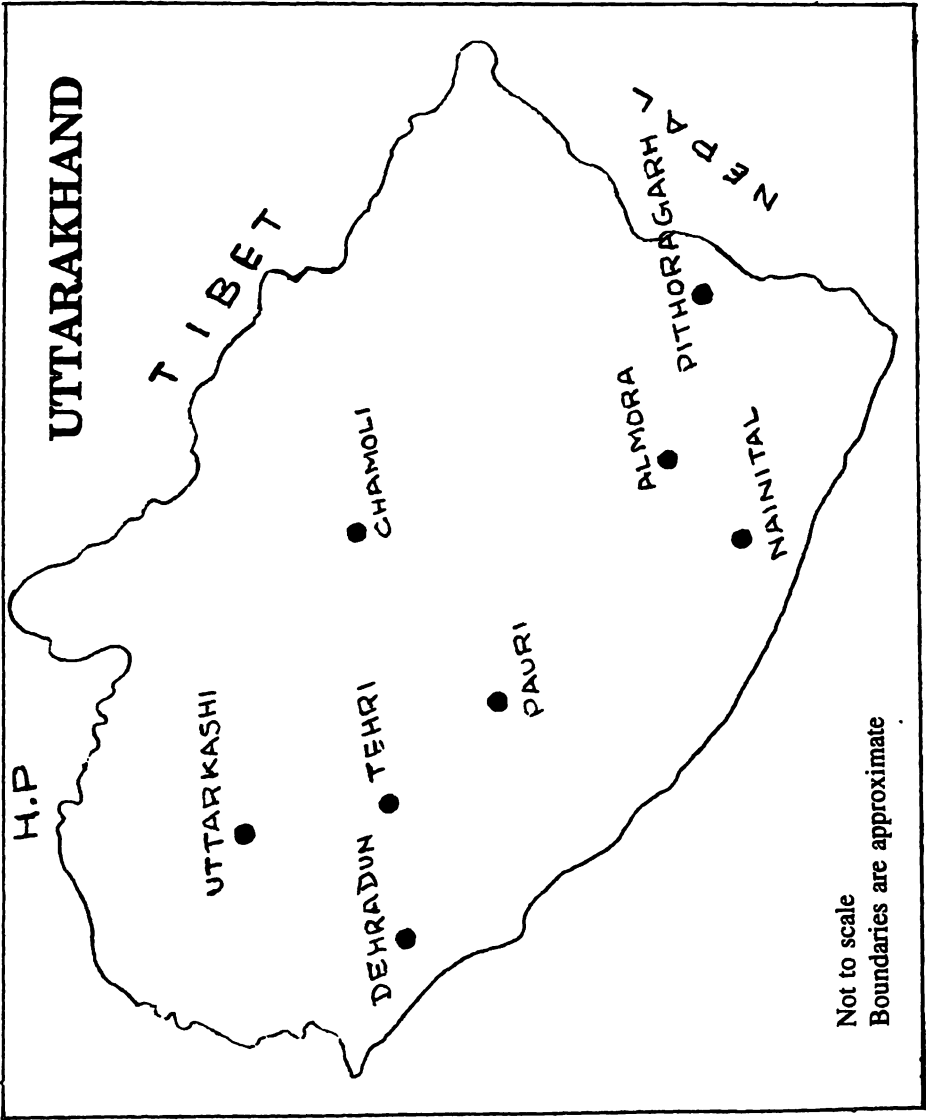 UTTARAKHAND
H.P
TIBET
NEPAL
UTTARKASHI
DEHRADUN
TEHRI
CHAMOLI
PAURI
ALMORA
PITHORAGARH
NAINITAL
Not to scale
Boundaries are approximate